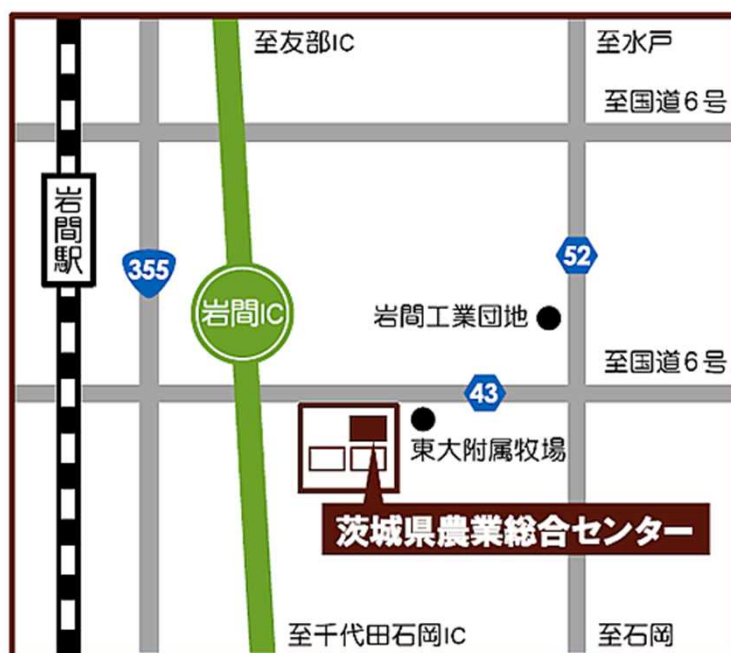 至友部IC
至水戸
至国道6号
岩間駅
355
52
岩間IC
岩間工業団地
至国道6号
43
東大附属牧場
茨城県農業総合センター
至千代田石岡IC
至石岡